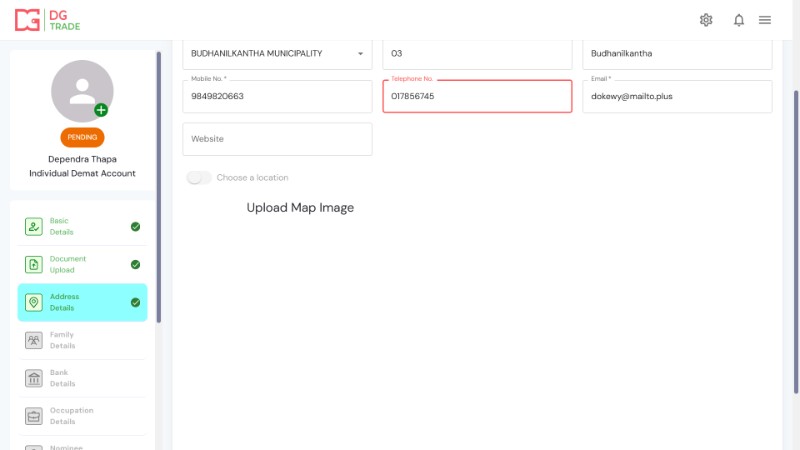 DG
TRADE
PENDING
Dependra Thapa
Individual Demat Account
Basic
Details
Document
Upload
Address
Details
Family
Details
Bank
Details
Occupation
Details
Nominee
BUDHANILKANTHA MUNICIPALITY
03
Budhanilkantha
Mobile No. *
9849820663
Telephone No.
017856745
Email *
dokewy@mailto.plus
Website
Choose a location
Upload Map Image